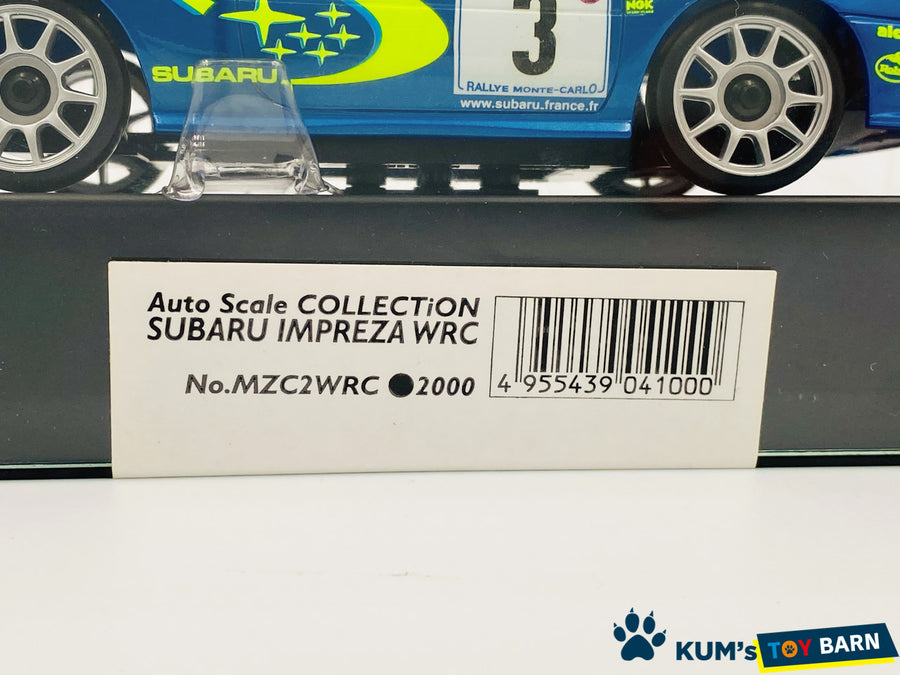 NGK
SUBARU
3
RALLYE MONTE-CARLO
www.subaru.france.fr
Auto Scale COLLECTiON
SUBARU IMPREZA WRC
No.MZC2WRC ●2000
4 955439 041000
KUM's TOY BARN